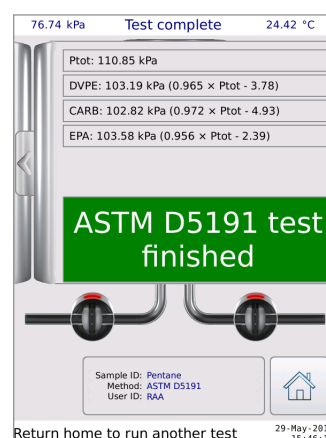 76.74 kPa Test complete 24.42 °C
Ptot: 110.85 kPa
DVPE: 103.19 kPa (0.965 × Ptot - 3.78)
CARB: 102.82 kPa (0.972 × Ptot - 4.93)
EPA: 103.58 kPa (0.956 × Ptot - 2.39)
ASTM D5191 test
finished
Sample ID: Pentane
Method: ASTM D5191
User ID: RAA
Return home to run another test
29-May-201